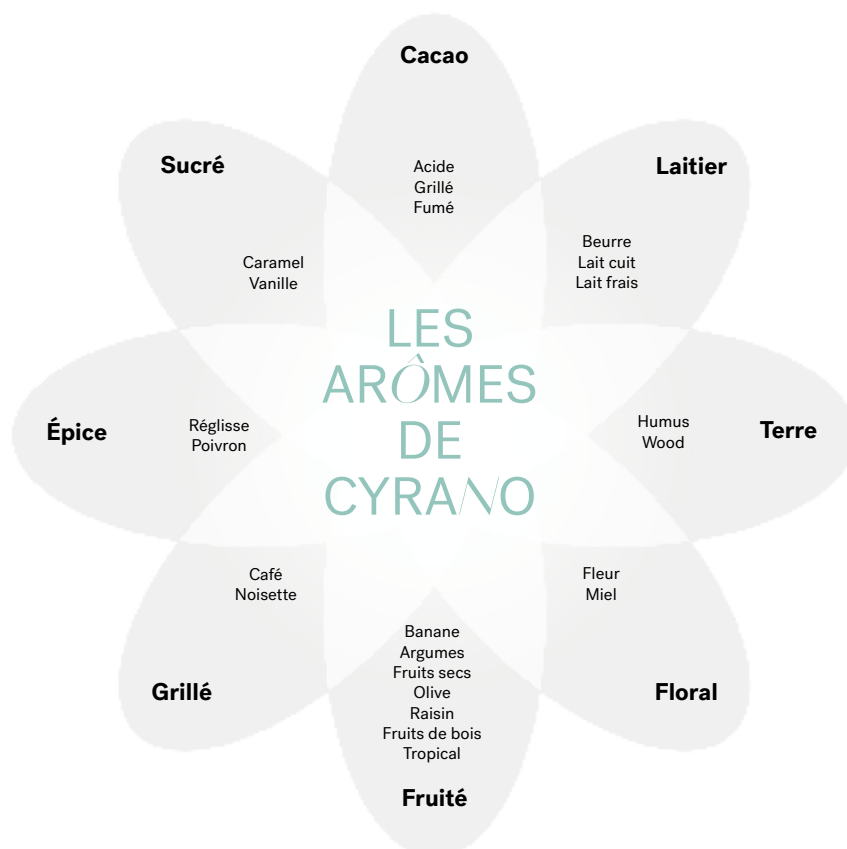 Cacao
Acide
Grillé
Fumé
Sucré
Caramel
Vanille
Laitier
Beurre
Lait cuit
Lait frais
LES
ARÔMES
DE
CYRANO
Épice
Réglisse
Poivron
Humus
Wood
Terre
Café
Noisette
Grillé
Fleur
Miel
Floral
Banane
Argumes
Fruits secs
Olive
Raisin
Fruits de bois
Tropical
Fruité